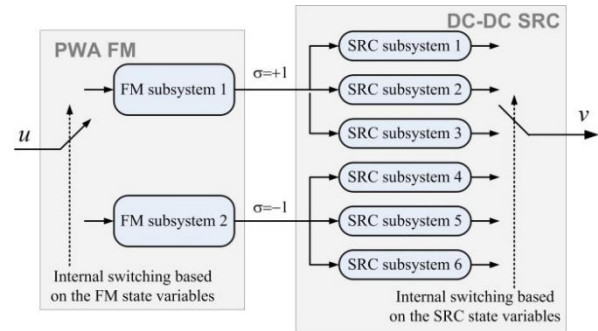 DC-DC SRC
PWA FM
SRC subsystem 1
FM subsystem 1
σ=+1
SRC subsystem 2
u
SRC subsystem 3
v
SRC subsystem 4
FM subsystem 2
σ=−1
SRC subsystem 5
SRC subsystem 6
Internal switching based
on the FM state variables
Internal switching based
on the SRC state variables